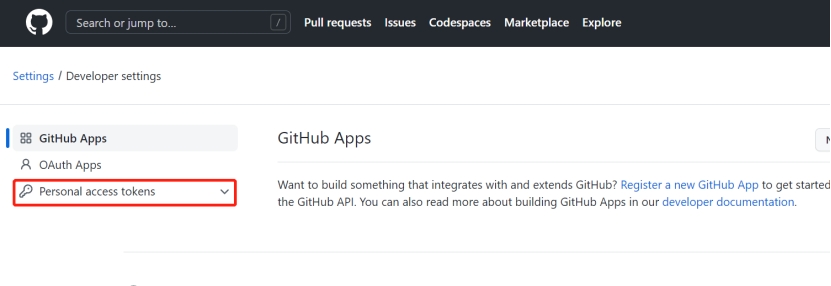 Search or jump to... / Pull requests Issues Codespaces Marketplace Explore
Settings / Developer settings
GitHub Apps
OAuth Apps
Personal access tokens
GitHub Apps
Want to build something that integrates with and extends GitHub? Register a new GitHub App to get started
the GitHub API. You can also read more about building GitHub Apps in our developer documentation.